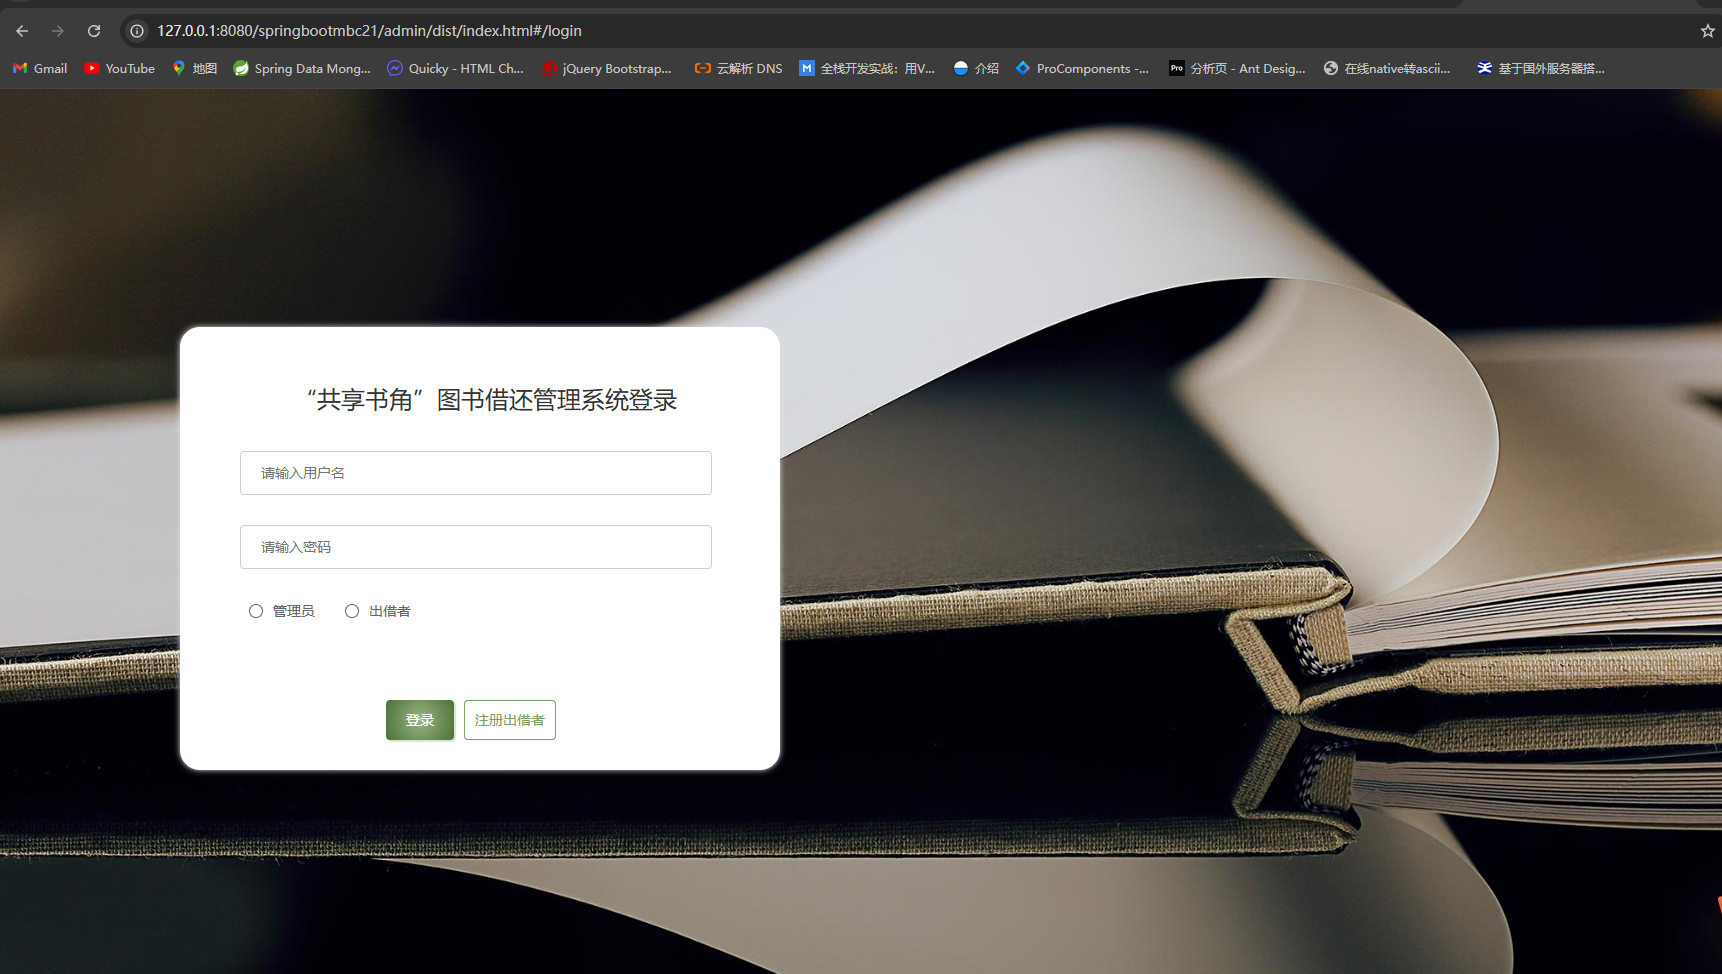 127.0.0.1:8080/springbootmbc21/admin/dist/index.html#/login
Gmail YouTube 地图 Spring Data Mong... Quicky - HTML Ch... jQuery Bootstrap... 云解析 DNS M 全栈开发实战：用V... 介绍 ProComponents -... Pro 分析页 - Ant Desig... 在线native转ascii... 基于国外服务器搭...
“共享书角”图书借还管理系统登录
请输入用户名
请输入密码
管理员 出借者
登录 注册出借者